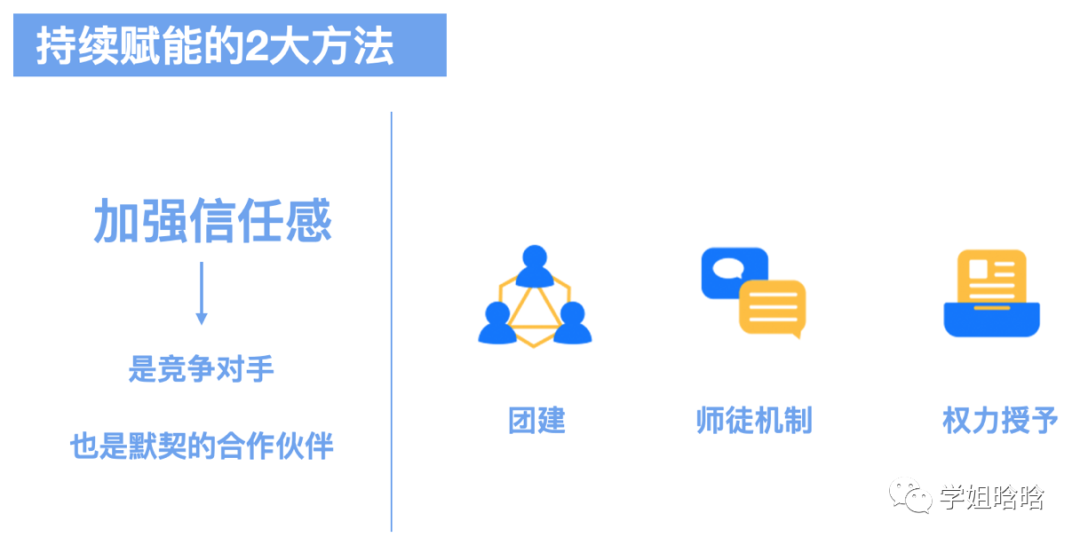 持续赋能的2大方法
加强信任感
是竞争对手
也是默契的合作伙伴
团建
师徒机制
权力授予
学姐晗晗